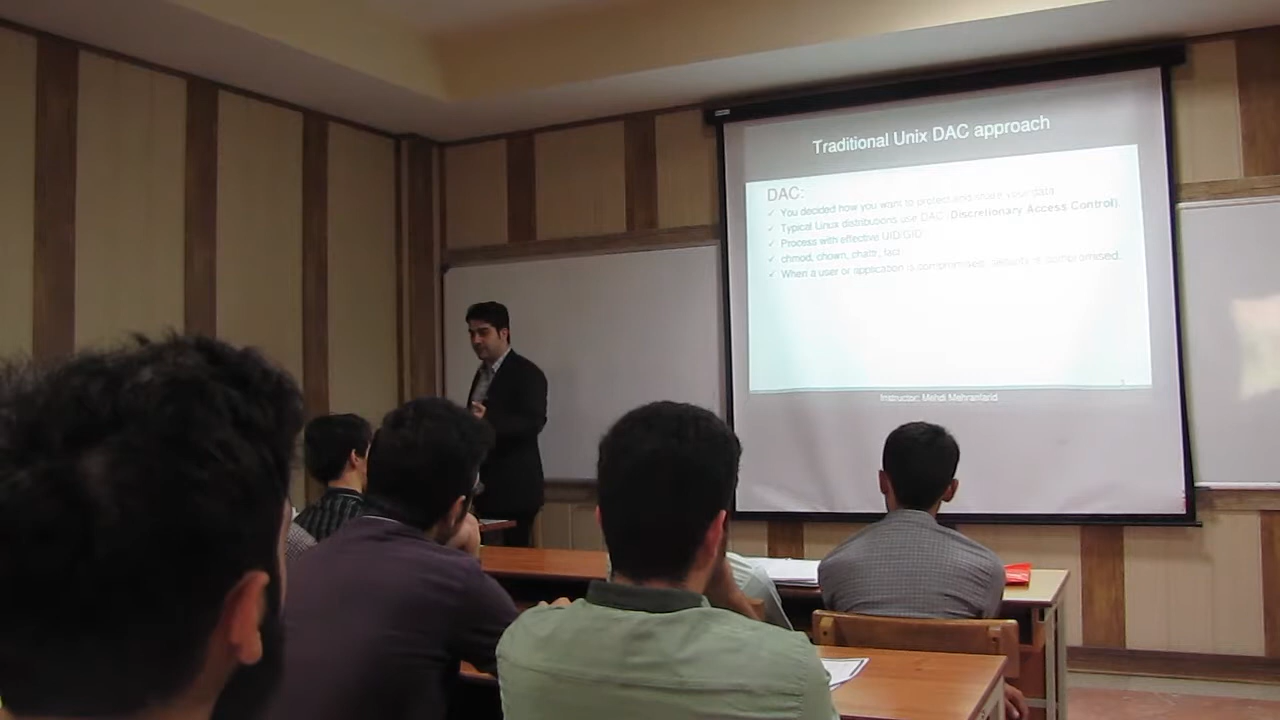 Traditional Unix DAC approach
DAC:
✓ You decided how you want to protect and share your data
✓ Typical Linux distributions use DAC (Discretionary Access Control).
✓ Process with effective UID/GID
✓ chmod, chown, chattr, facl
✓ When a user or application is compromised, security is compromised.
Instructor: Mehdi Mehranfarid